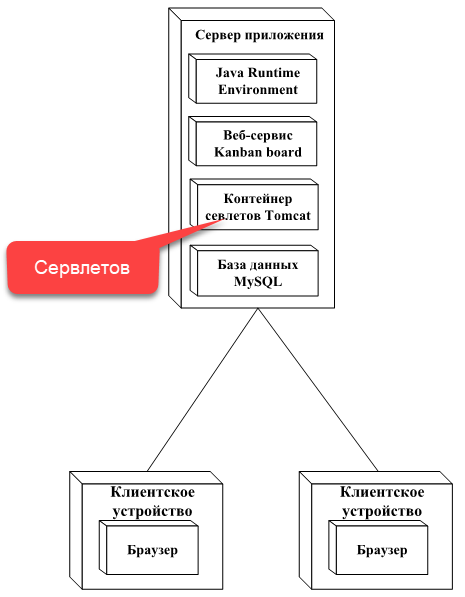 Сервер приложения
Java Runtime
Environment
Веб-сервис
Kanban board
Контейнер
севлетов Tomcat
Сервлетов
База данных
MySQL
Клиентское
устройство
Браузер
Клиентское
устройство
Браузер